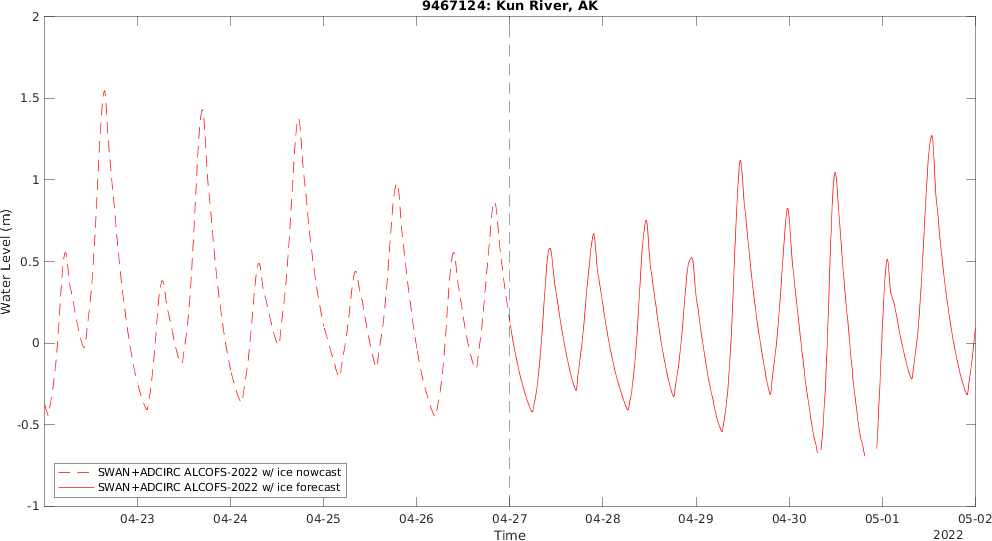 9467124: Kun River, AK
2
1.5
1
0.5
0
-0.5
-1
Water Level (m)
SWAN+ADCIRC ALCOFS-2022 w/ ice nowcast
SWAN+ADCIRC ALCOFS-2022 w/ ice forecast
04-23 04-24 04-25 04-26 04-27 04-28 04-29 04-30 05-01 05-02
Time
2022